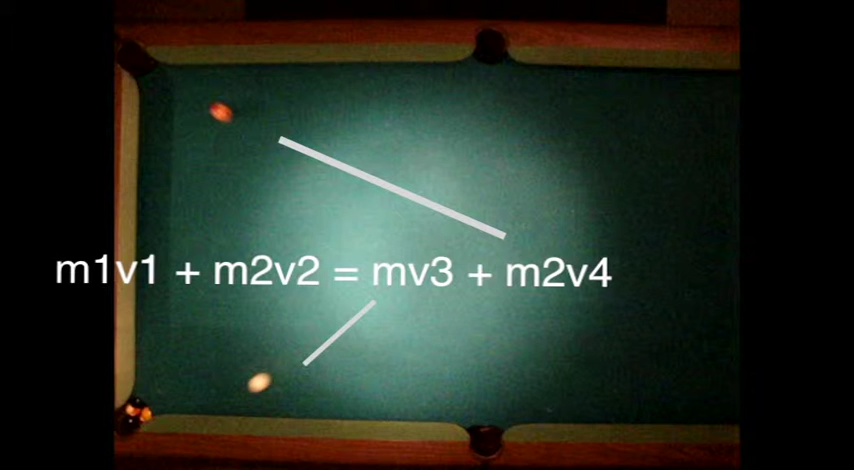 m1v1 + m2v2 = mv3 + m2v4